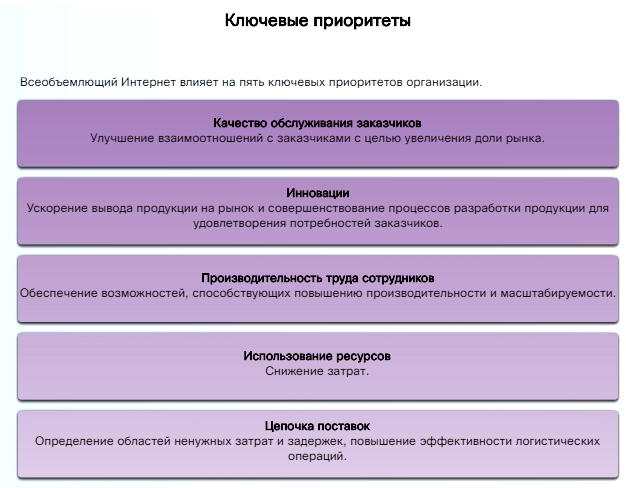 Ключевые приоритеты
Всеобъемлющий Интернет влияет на пять ключевых приоритетов организации.
Качество обслуживания заказчиков
Улучшение взаимоотношений с заказчиками с целью увеличения доли рынка.
Инновации
Ускорение вывода продукции на рынок и совершенствование процессов разработки продукции для
удовлетворения потребностей заказчиков.
Производительность труда сотрудников
Обеспечение возможностей, способствующих повышению производительности и масштабируемости.
Использование ресурсов
Снижение затрат.
Цепочка поставок
Определение областей ненужных затрат и задержек, повышение эффективности логистических
операций.